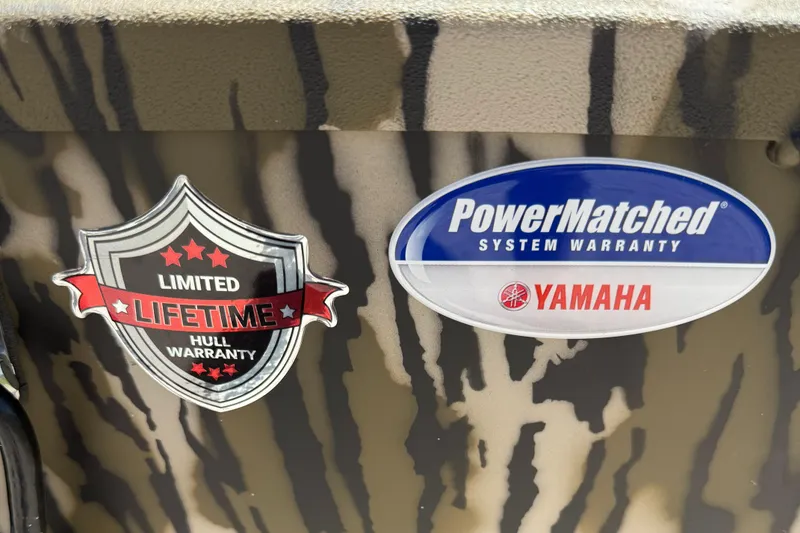 LIMITED
LIFETIME
HULL
WARRANTY
PowerMatched®
SYSTEM WARRANTY
YAMAHA